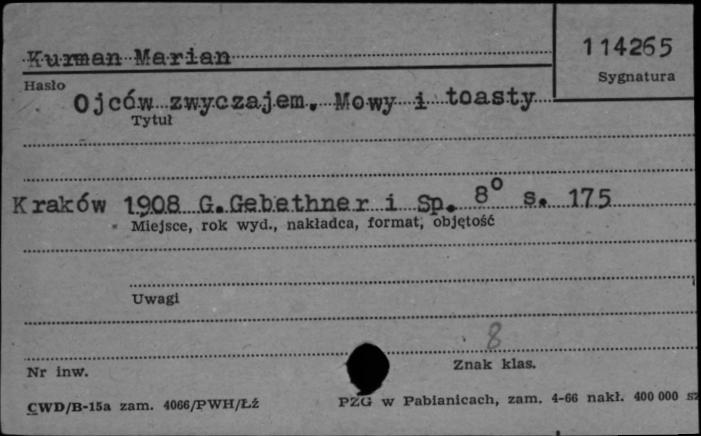 Kurman Marian
114265
Hasło
Sygnatura
Ojców zwyczajem. Mowy i toasty
Tytuł
Kraków 1908 G.Gebethner i Sp. 8° s. 175
Miejsce, rok wyd., nakładca, format, objętość
Uwagi
8
Nr inw.
Znak klas.
CWD/B-15a zam. 4066/PWH/Łź
PZG w Pabianicach, zam. 4-66 nakł. 400 000 sz